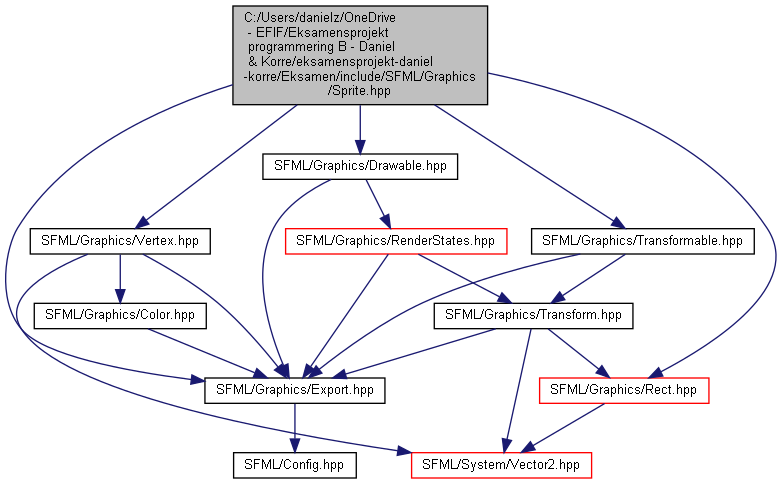 C:/Users/danielz/OneDrive
- EFIF/Eksamensprojekt
programmering B - Daniel
& Korre/eksamensprojekt-daniel
-korre/Eksamen/include/SFML/Graphics
/Sprite.hpp
SFML/Graphics/Drawable.hpp
SFML/Graphics/Vertex.hpp
SFML/Graphics/RenderStates.hpp
SFML/Graphics/Transformable.hpp
SFML/Graphics/Color.hpp
SFML/Graphics/Transform.hpp
SFML/Graphics/Export.hpp
SFML/Graphics/Rect.hpp
SFML/Config.hpp
SFML/System/Vector2.hpp